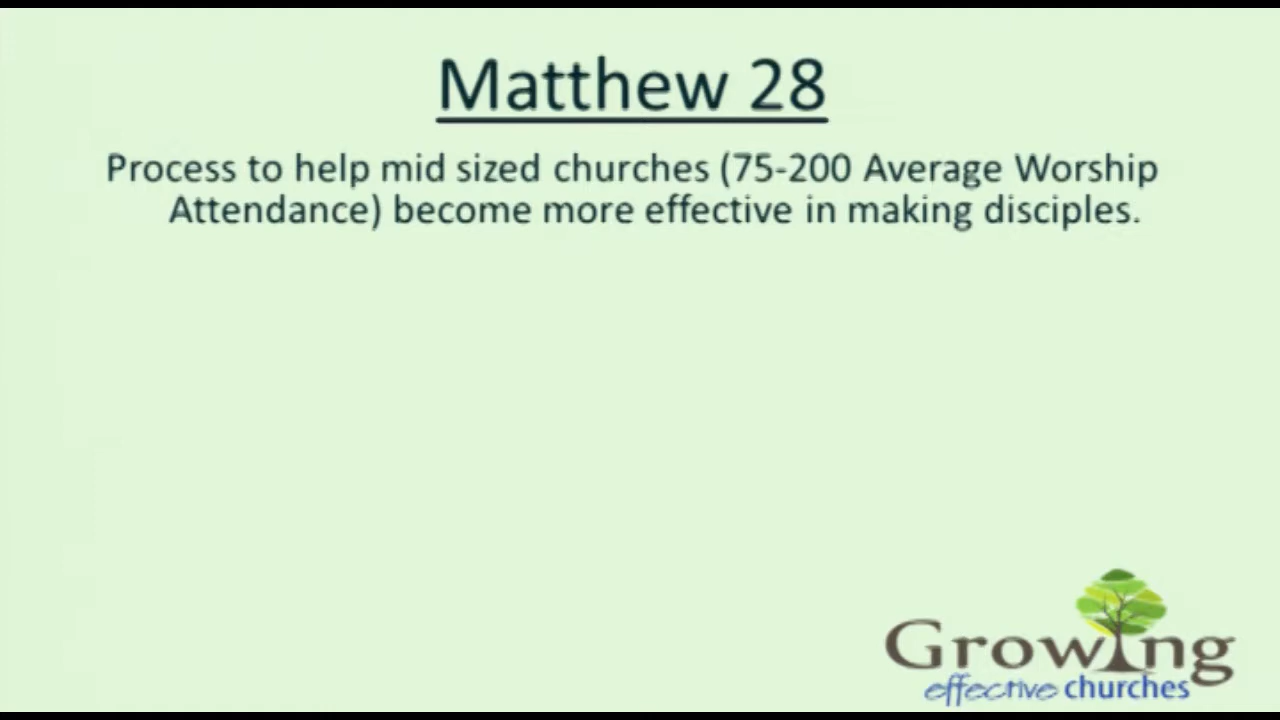 Matthew 28
Process to help mid sized churches (75-200 Average Worship
Attendance) become more effective in making disciples.
Growing
effective churches